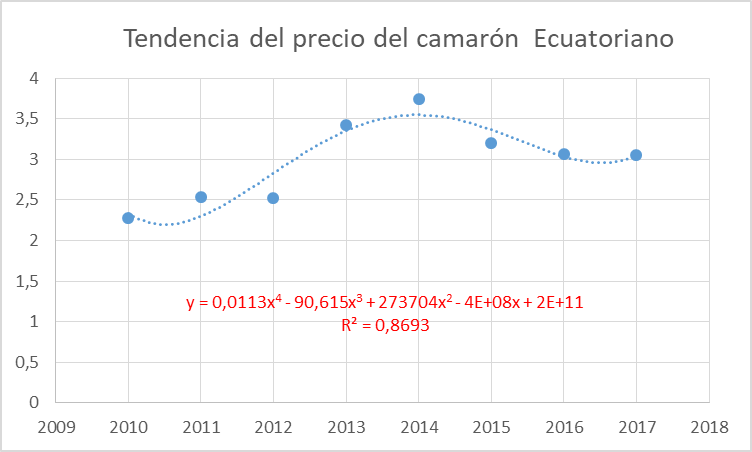 Tendencia del precio del camarón Ecuatoriano
4
3,5
3
2,5
2
1,5
1
0,5
0
y = 0,0113x⁴ - 90,615x³ + 273704x² - 4E+08x + 2E+11
R² = 0,8693
2009 2010 2011 2012 2013 2014 2015 2016 2017 2018